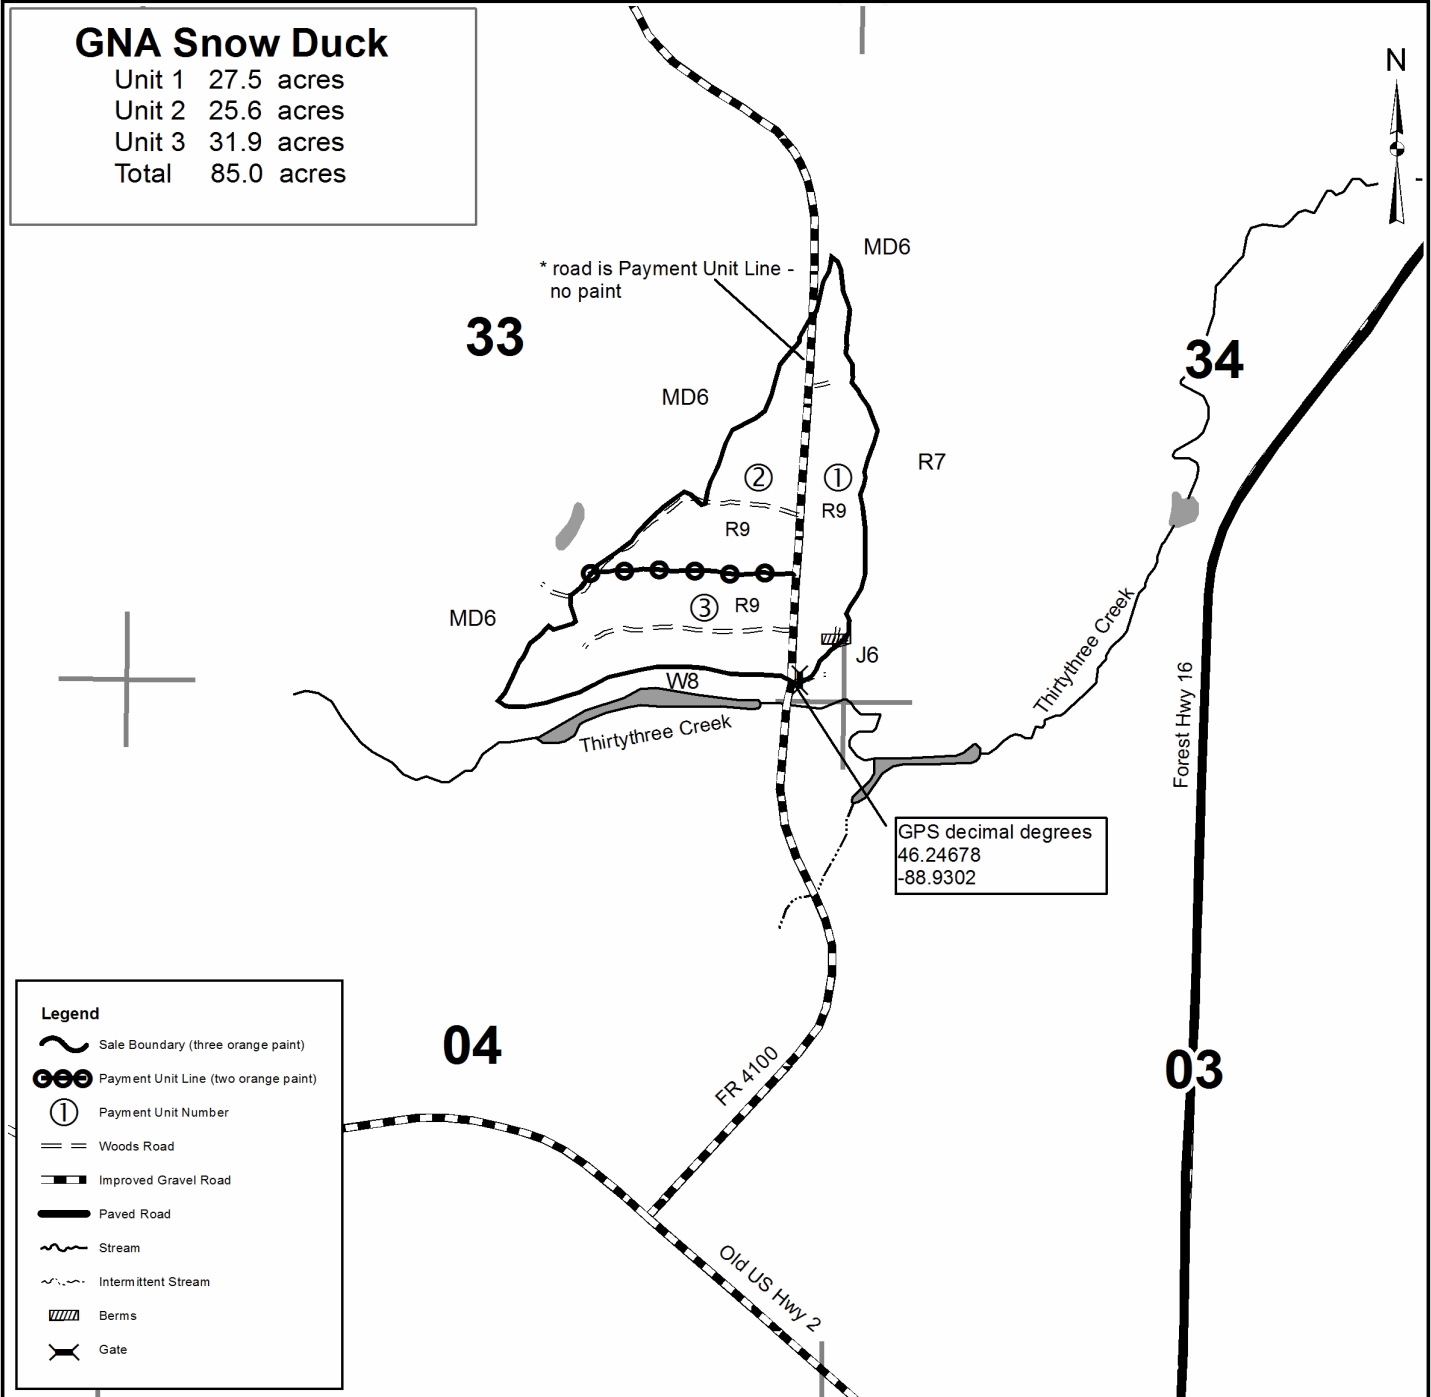 GNA Snow Duck
Unit 1 27.5 acres
Unit 2 25.6 acres
Unit 3 31.9 acres
Total 85.0 acres
N
MD6
* road is Payment Unit Line -
no paint
33
34
MD6
R7
2
1
R9
R9
3
R9
MD6
J6
W8
Thirtythree Creek
Thirtythree Creek
Forest Hwy 16
GPS decimal degrees
46.24678
-88.9302
04
03
FR 4100
Old US Hwy 2
Legend
Sale Boundary (three orange paint)
Payment Unit Line (two orange paint)
1 Payment Unit Number
Woods Road
Improved Gravel Road
Paved Road
Stream
Intermittent Stream
Berms
Gate